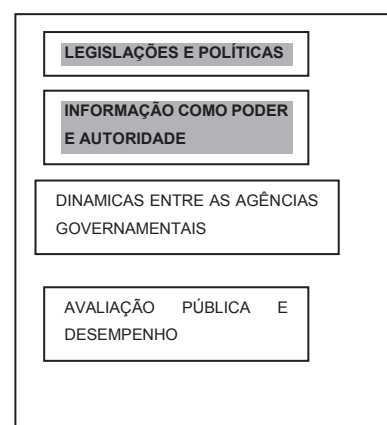 LEGISLAÇÕES E POLÍTICAS
INFORMAÇÃO COMO PODER
E AUTORIDADE
DINAMICAS ENTRE AS AGÊNCIAS
GOVERNAMENTAIS
AVALIAÇÃO PÚBLICA E
DESEMPENHO